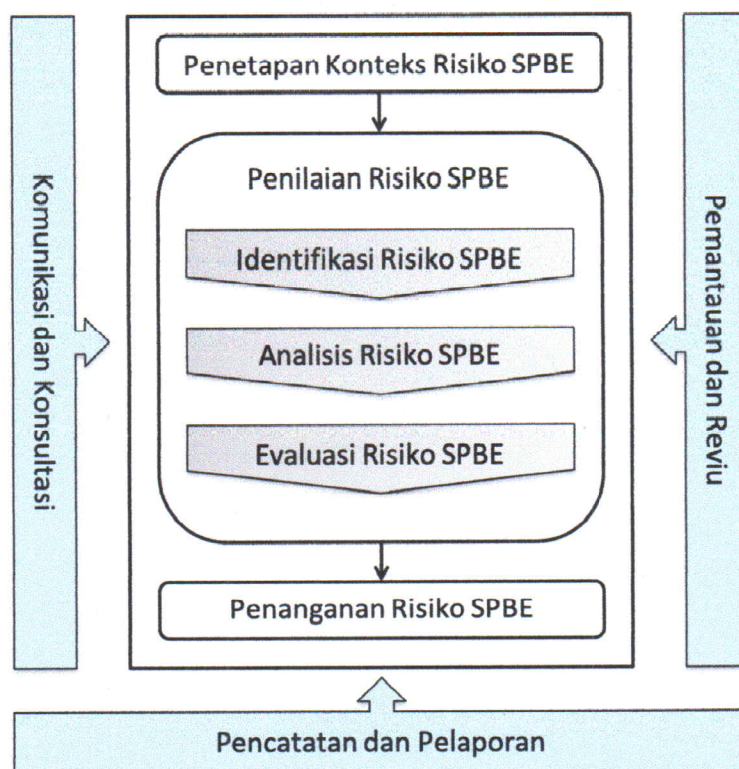 Penetapan Konteks Risiko SPBE
Penilaian Risiko SPBE
Identifikasi Risiko SPBE
Analisis Risiko SPBE
Evaluasi Risiko SPBE
Penanganan Risiko SPBE
Komunikasi dan Konsultasi
Pemantauan dan Reviu
Pencatatan dan Pelaporan